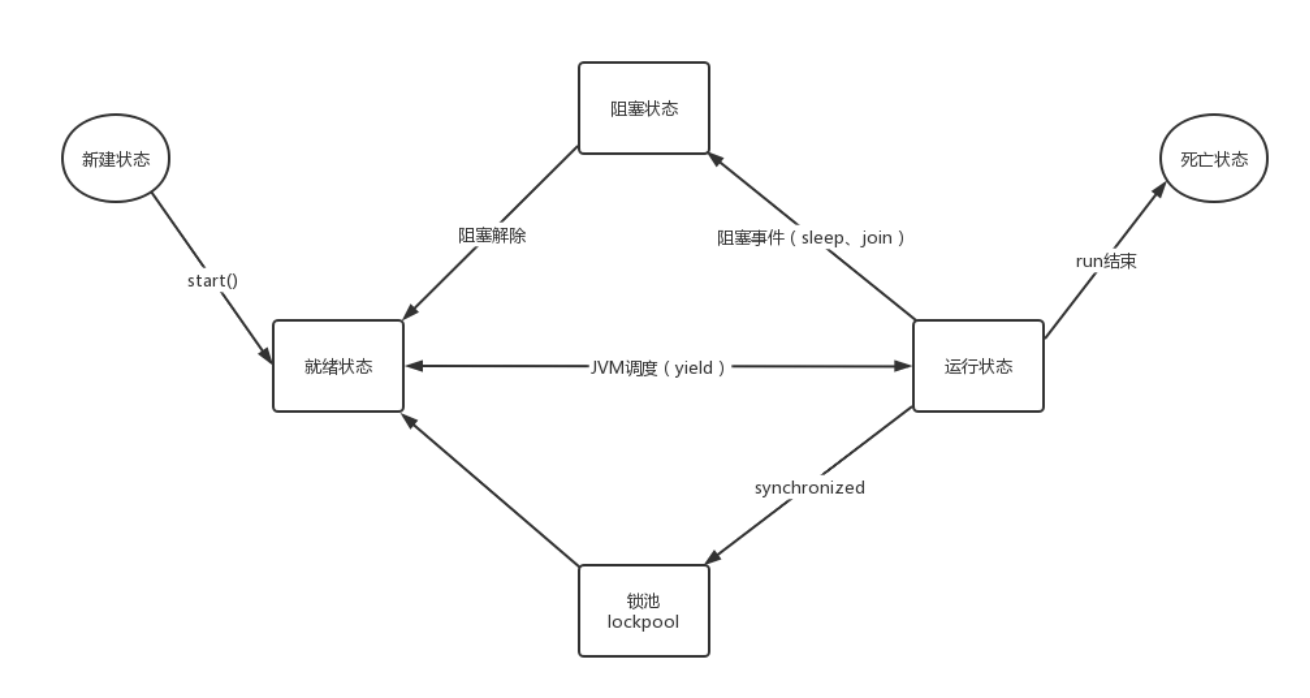 阻塞状态
新建状态
死亡状态
阻塞解除
阻塞事件（sleep、join）
run结束
start()
就绪状态
JVM调度（yield）
运行状态
synchronized
锁池
lockpool